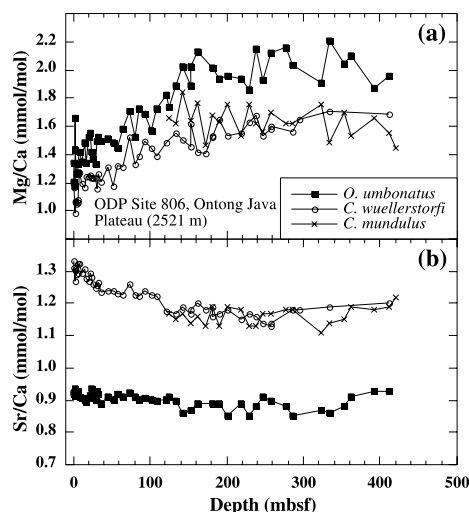 (a)
Mg/Ca (mmol/mol)
2.2
2.0
1.8
1.6
1.4
1.2
1.0
ODP Site 806, Ontong Java
Plateau (2521 m)
O. umbonatus
C. wuellerstorfi
C. mundulus
(b)
Sr/Ca (mmol/mol)
1.3
1.2
1.1
1.0
0.9
0.8
0.7
0 100 200 300 400 500
Depth (mbsf)